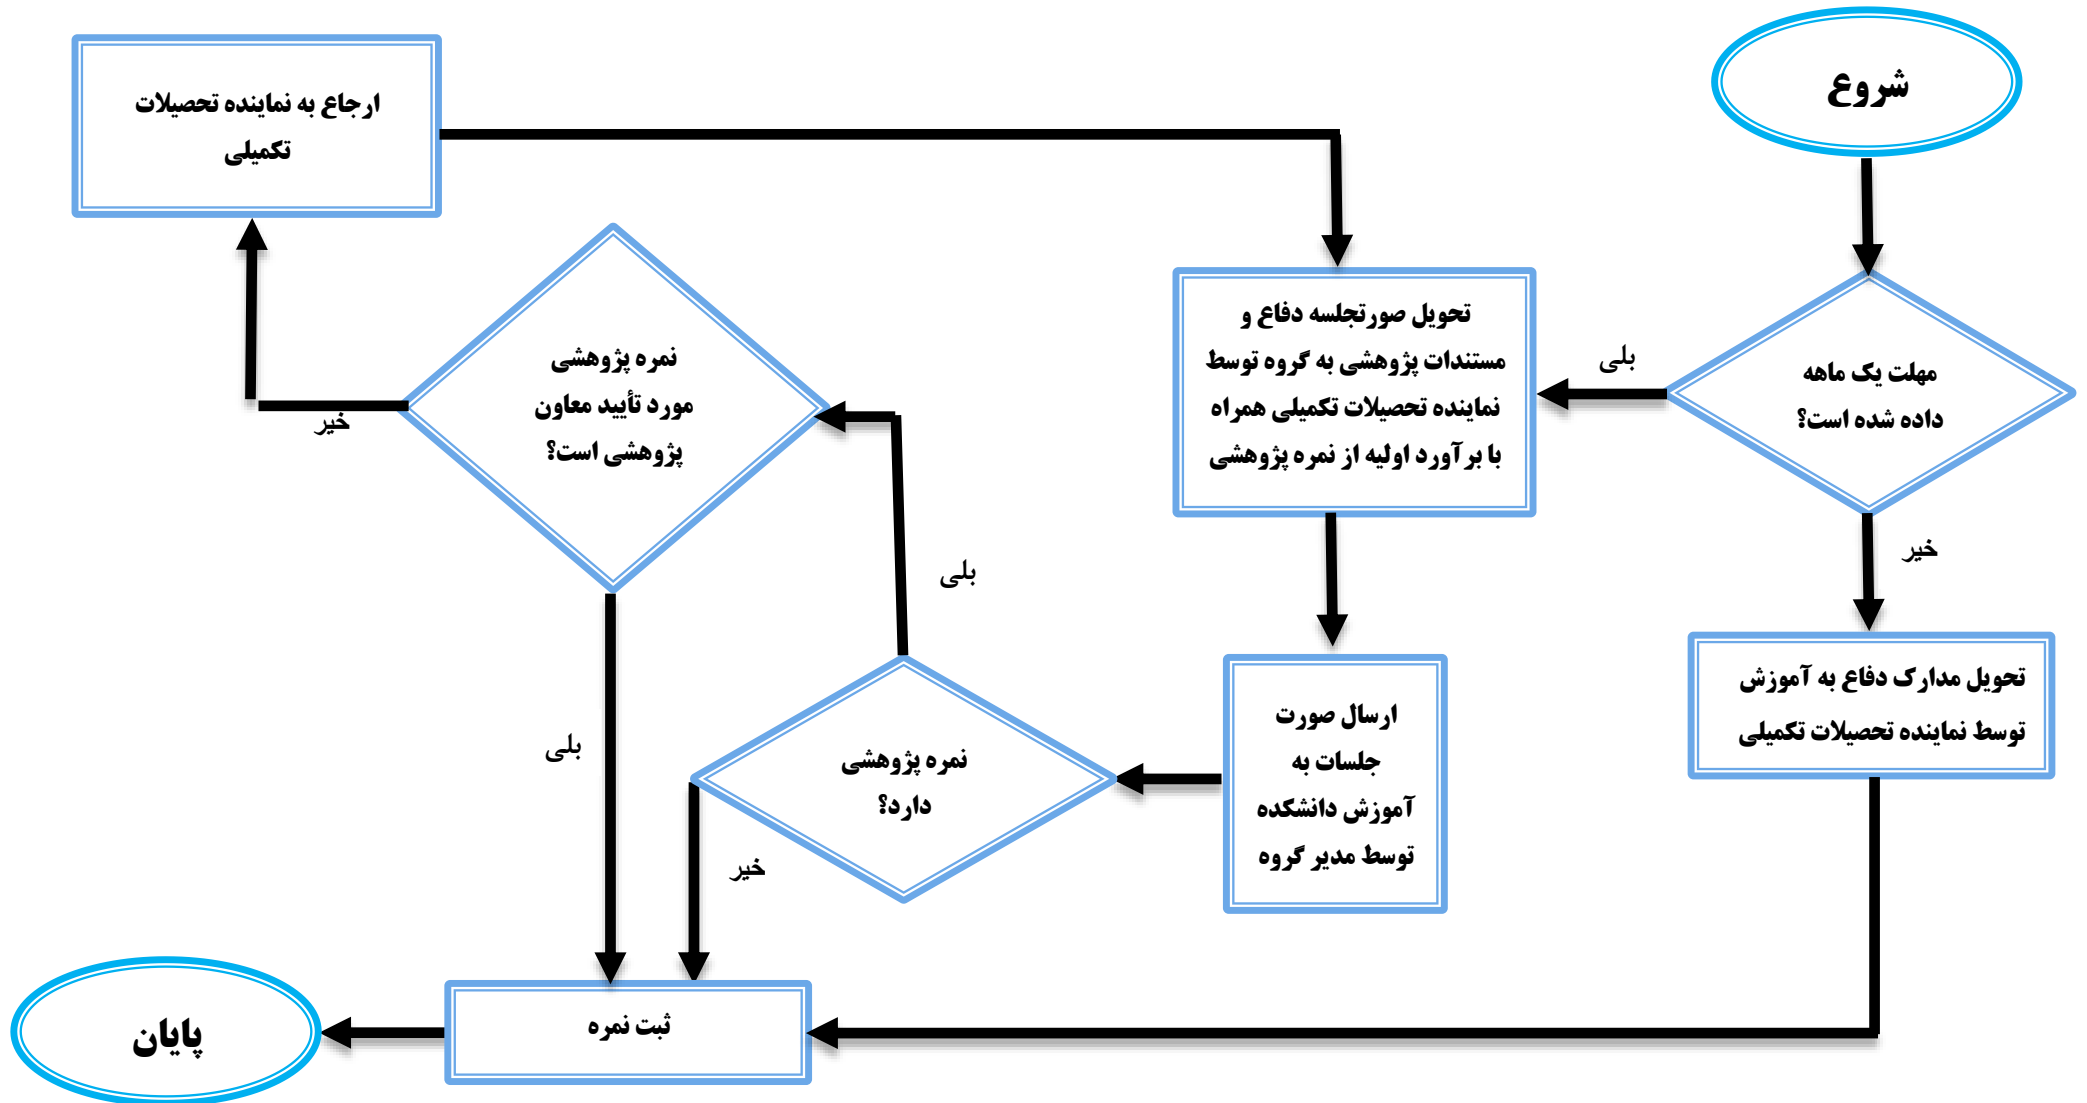 شروع
مهلت یک ماهه
داده شده است؟
بلی
خیر
تحویل صورتجلسه دفاع و
مستندات پژوهشی به گروه توسط
نماینده تحصیلات تکمیلی همراه
با برآورد اولیه از نمره پژوهشی
تحویل مدارک دفاع به آموزش
توسط نماینده تحصیلات تکمیلی
ارسال صورت
جلسات به
آموزش دانشکده
توسط مدیر گروه
نمره پژوهشی
دارد؟
بلی
خیر
نمره پژوهشی
مورد تأیید معاون
پژوهشی است؟
خیر
بلی
ارجاع به نماینده تحصیلات
تکمیلی
ثبت نمره
پایان